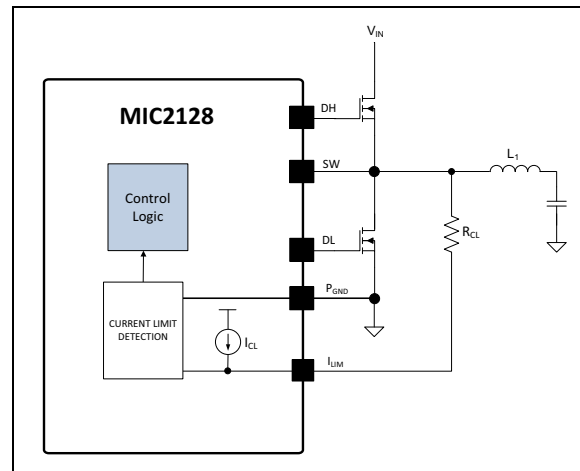 V_IN
MIC2128
DH
SW
L_1
Control
Logic
R_CL
DL
P_GND
CURRENT LIMIT
DETECTION
I_CL
I_LIM